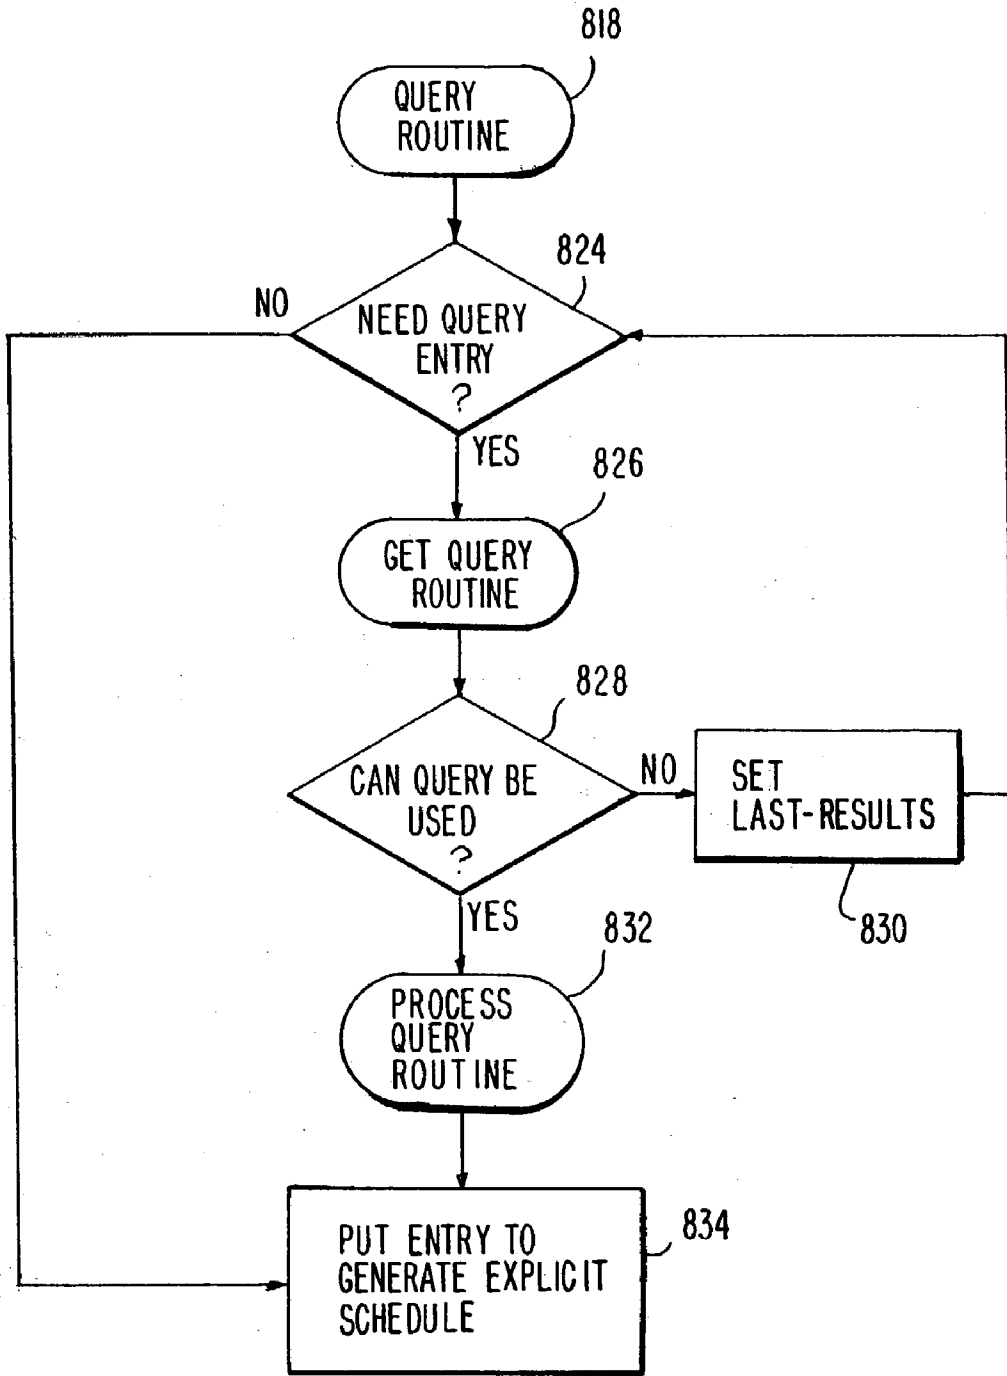 818
QUERY
ROUTINE
824
NO
NEED QUERY
ENTRY
?
YES
826
GET QUERY
ROUTINE
828
CAN QUERY BE
USED
?
NO
SET
LAST-RESULTS
830
YES
832
PROCESS
QUERY
ROUTINE
834
PUT ENTRY TO
GENERATE EXPLICIT
SCHEDULE